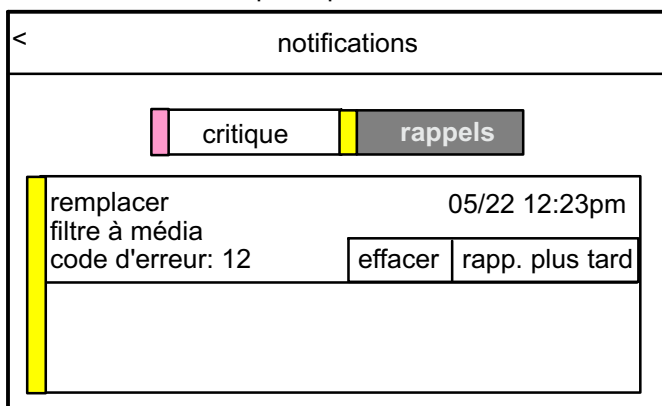 <
notifications
critique
rappels
remplacer
filtre à média
code d'erreur: 12
05/22 12:23pm
effacer
rapp. plus tard